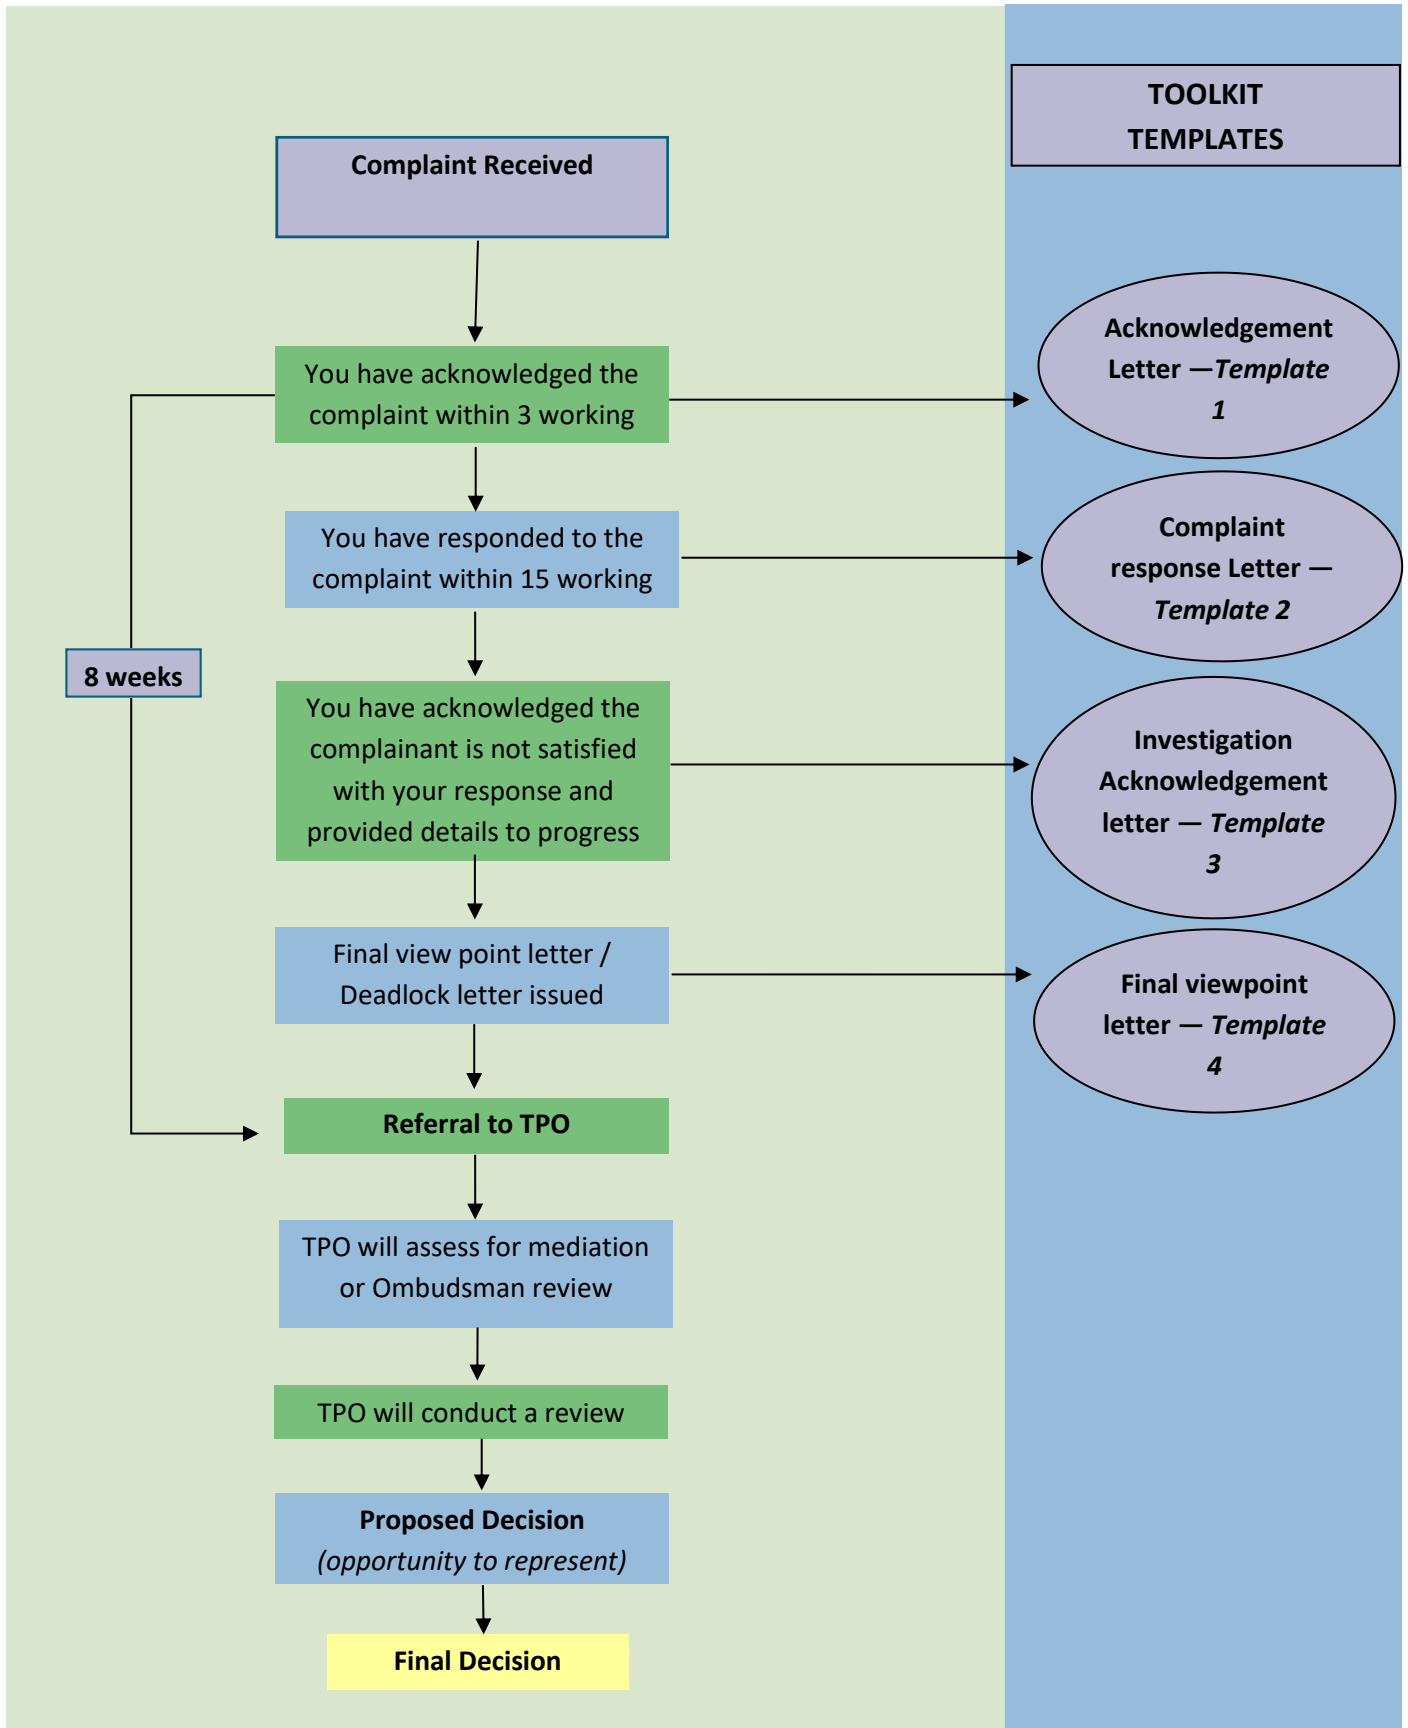 TOOLKIT
TEMPLATES
Complaint Received
Acknowledgement
Letter —Template
1
You have acknowledged the
complaint within 3 working
Complaint
response Letter —
Template 2
You have responded to the
complaint within 15 working
8 weeks
You have acknowledged the
complainant is not satisfied
with your response and
provided details to progress
Investigation
Acknowledgement
letter — Template
3
Final view point letter /
Deadlock letter issued
Final viewpoint
letter — Template
4
Referral to TPO
TPO will assess for mediation
or Ombudsman review
TPO will conduct a review
Proposed Decision
(opportunity to represent)
Final Decision